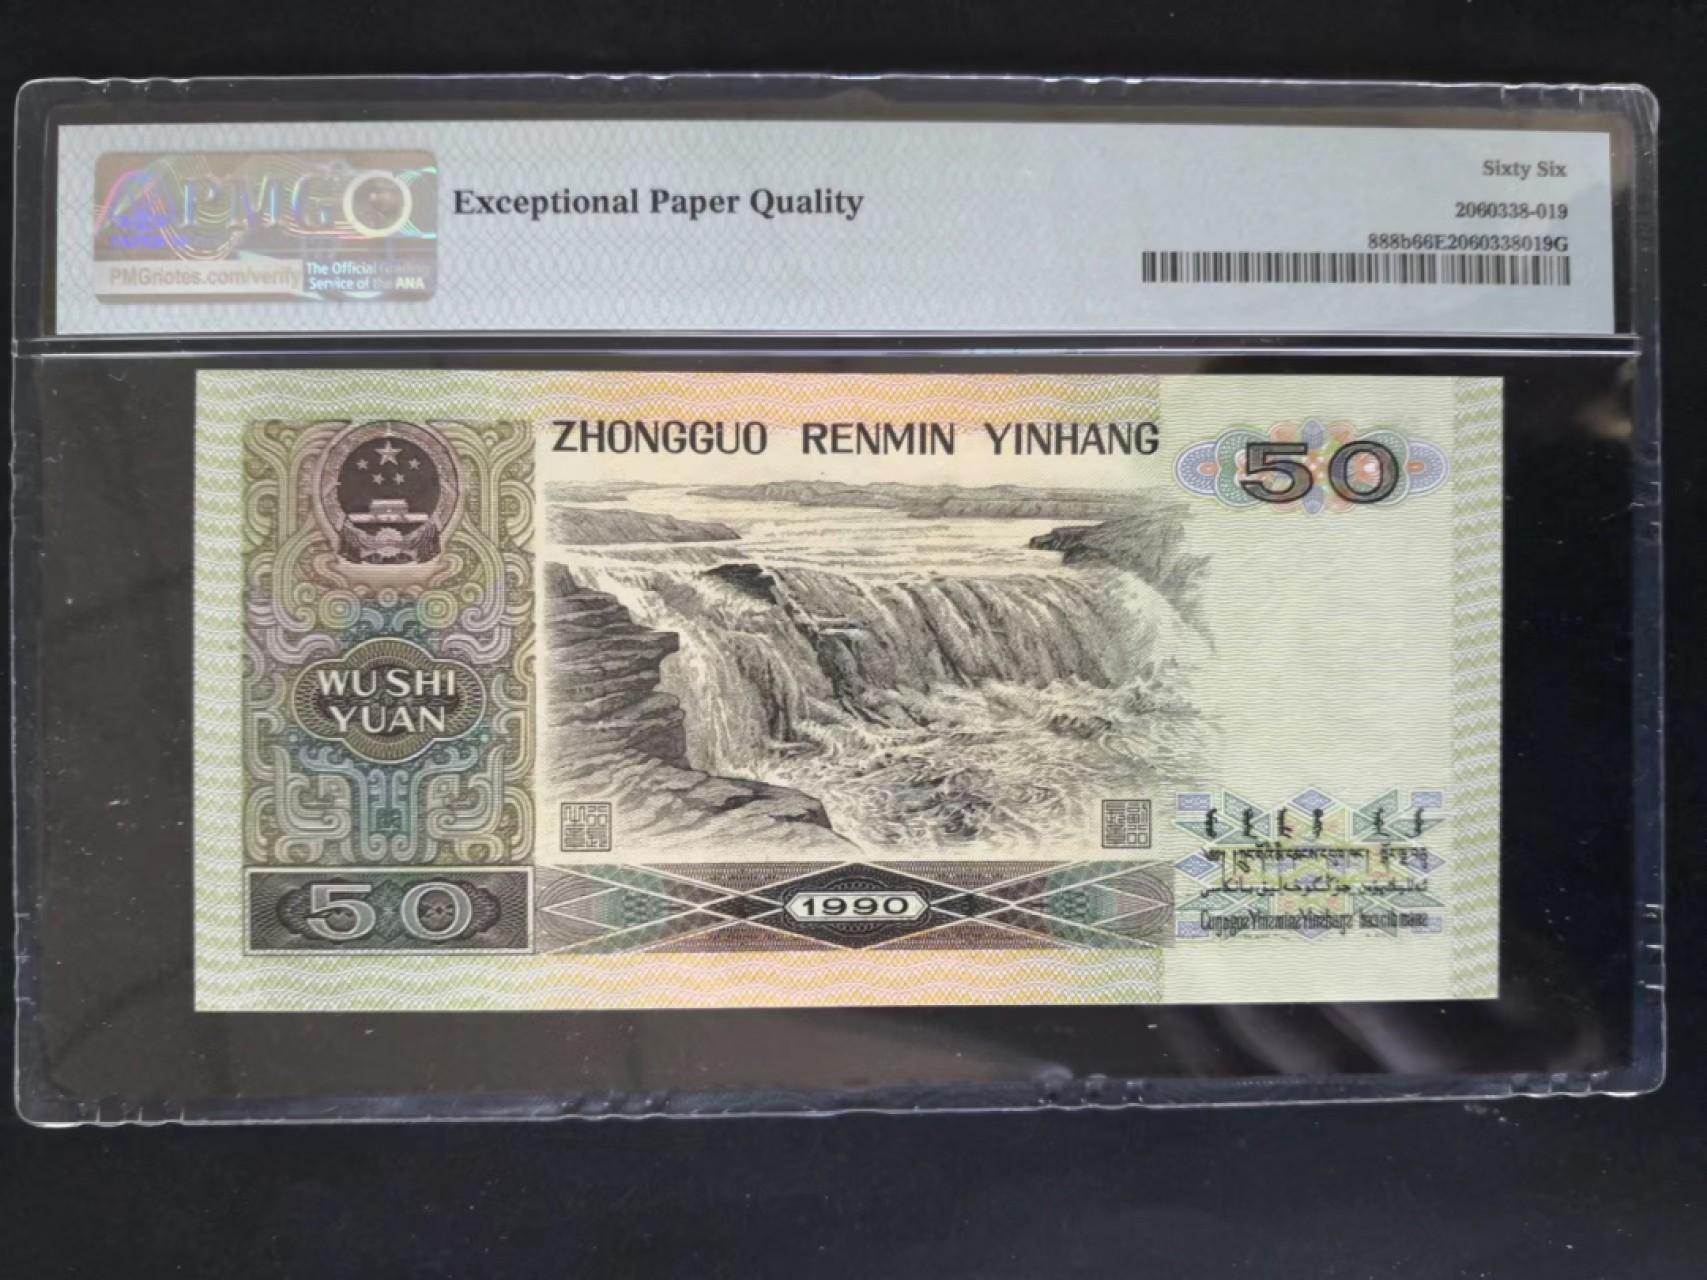 PMG
PMGnotes.com/verify
The Official Grading
Service of the ANA
Exceptional Paper Quality
Sixty Six
2060338-019
888b66E2060338019G
ZHONGGUO RENMIN YINHANG
50
WU SHI
YUAN
50
1990